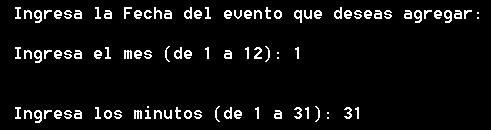 Ingresa la Fecha del evento que deseas agregar:
Ingresa el mes (de 1 a 12): 1
Ingresa los minutos (de 1 a 31): 31